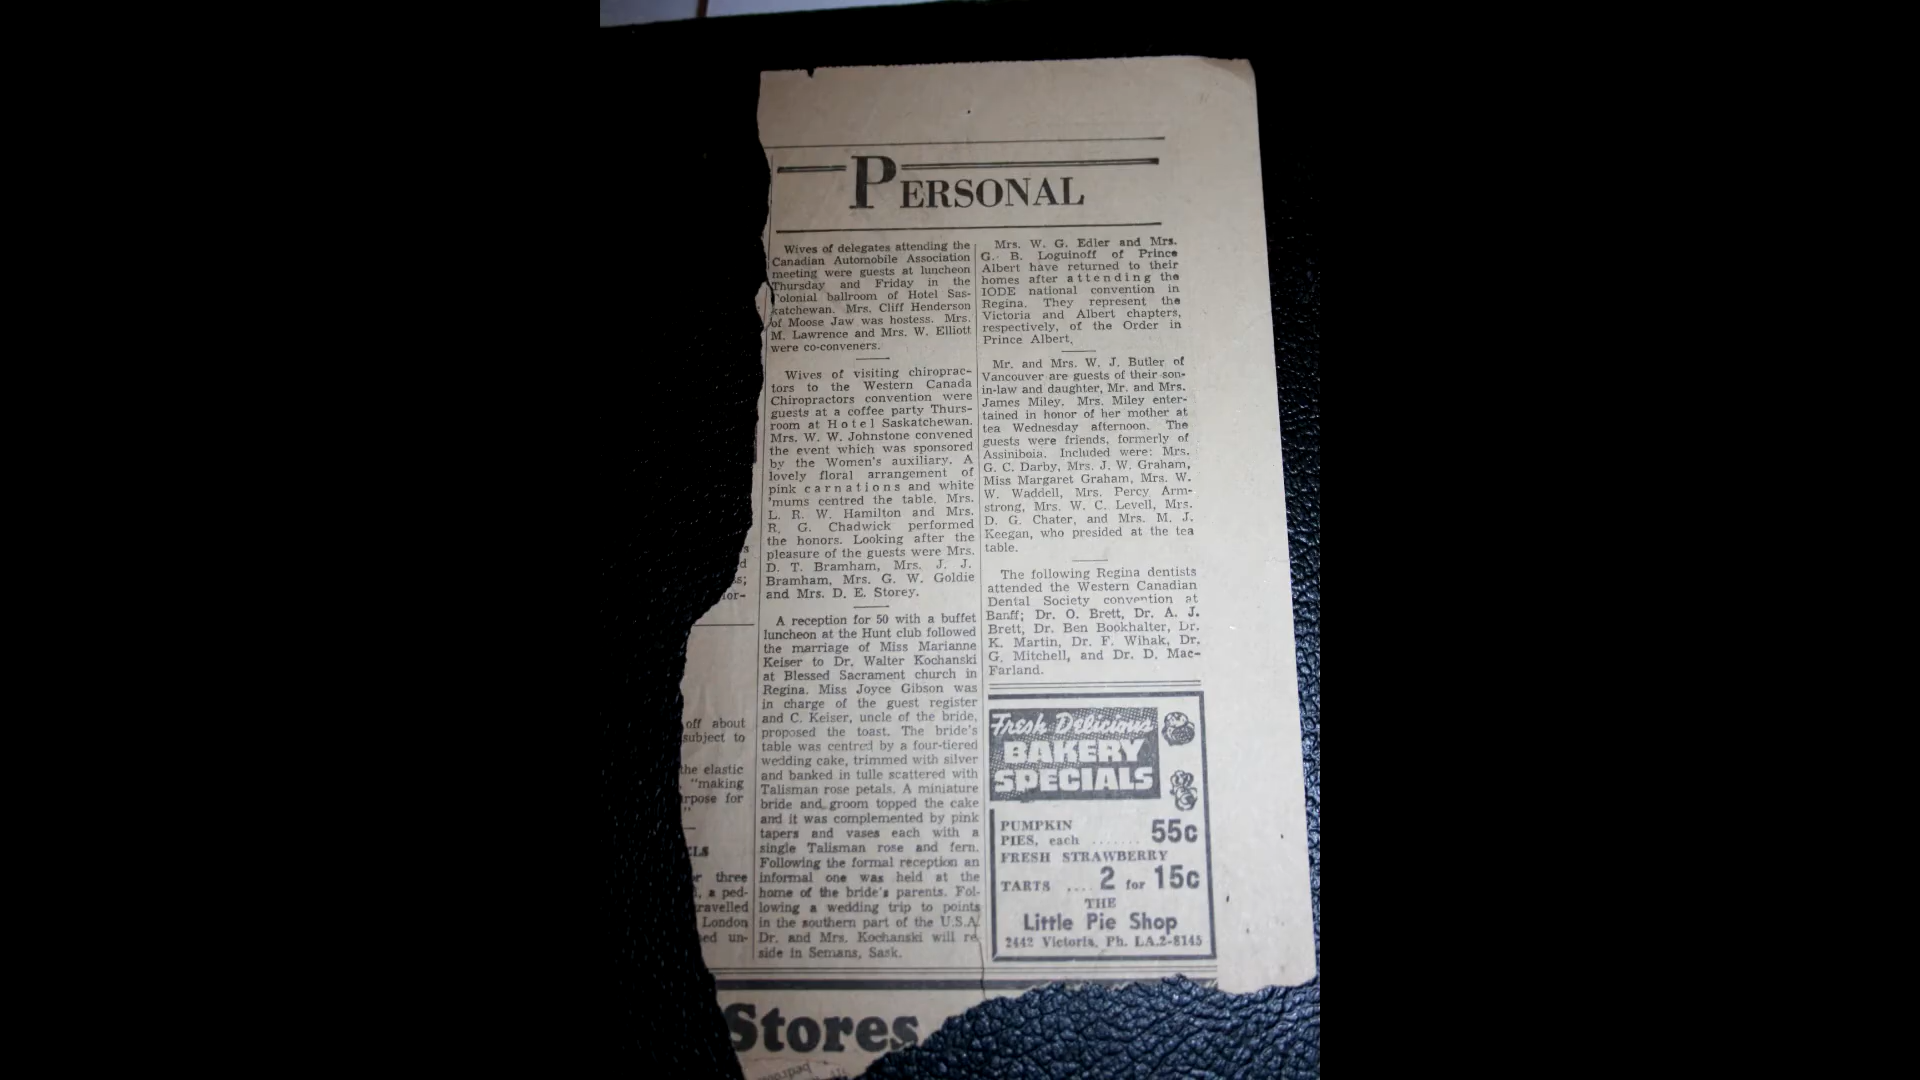 PERSONAL
Wives of delegates attending the
Canadian Automobile Association
meeting were guests at luncheon
Thursday and Friday in the
Colonial ballroom of Hotel Sas-
katchewan. Mrs. Cliff Henderson
of Moose Jaw was hostess. Mrs.
M. Lawrence and Mrs. W. Elliott
were co-conveners.
Wives of visiting chiroprac-
tors to the Western Canada
Chiropractors convention were
guests at a coffee party Thurs-
room at Hotel Saskatchewan.
Mrs. W. W. Johnstone convened
the event which was sponsored
by the Women's auxiliary. A
lovely floral arrangement of
pink carnations and white
'mums centred the table. Mrs.
L. R. W. Hamilton and Mrs.
R. G. Chadwick performed
the honors. Looking after the
pleasure of the guests were Mrs.
D. T. Bramham, Mrs. J. J.
Bramham, Mrs. G. W. Goldie
and Mrs. D. E. Storey.
A reception for 50 with a buffet
luncheon at the Hunt club followed
the marriage of Miss Marianne
Keiser to Dr. Walter Kochanski
at Blessed Sacrament church in
Regina. Miss Joyce Gibson was
in charge of the guest register
and C. Keiser, uncle of the bride,
proposed the toast. The bride's
table was centred by a four-tiered
wedding cake, trimmed with silver
and banked in tulle scattered with
Talisman rose petals. A miniature
bride and groom topped the cake
and it was complemented by pink
tapers and vases each with a
single Talisman rose and fern.
Following the formal reception an
informal one was held at the
home of the bride's parents. Fol-
lowing a wedding trip to points
in the southern part of the U.S.A.
Dr. and Mrs. Kochanski will re-
side in Semans, Sask.
Mrs. W. G. Edler and Mrs.
G. B. Loguinoff of Prince
Albert have returned to their
homes after attending the
IODE national convention in
Regina. They represent the
Victoria and Albert chapters,
respectively, of the Order in
Prince Albert.
Mr. and Mrs. W. J. Butler of
Vancouver are guests of their son-
in-law and daughter, Mr. and Mrs.
James Miley. Mrs. Miley enter-
tained in honor of her mother at
tea Wednesday afternoon. The
guests were friends, formerly of
Assiniboia. Included were: Mrs.
G. C. Darby, Mrs. J. W. Graham,
Miss Margaret Graham, Mrs. W.
W. Waddell, Mrs. Percy Arm-
strong, Mrs. W. C. Levell, Mrs.
D. G. Chater, and Mrs. M. J.
Keegan, who presided at the tea
table.
The following Regina dentists
attended the Western Canadian
Dental Society convention at
Banff; Dr. O. Brett, Dr. A. J.
Brett, Dr. Ben Bookhalter, Dr.
K. Martin, Dr. F. Wihak, Dr.
G. Mitchell, and Dr. D. Mac-
Farland.
Fresh Delicious
BAKERY
SPECIALS
PUMPKIN
PIES, each ....... 55c
FRESH STRAWBERRY
TARTS .... 2 for 15c
THE
Little Pie Shop
2442 Victoria, Ph. LA.2-8145
off about
subject to
the elastic
"making
rpose for
"
three
, a ped-
ravelled
London
ed un-
Stores